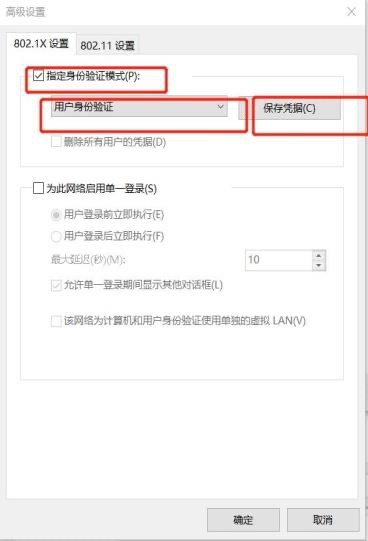 高级设置
802.1X 设置
802.11 设置
指定身份验证模式(P):
用户身份验证
保存凭据(C)
删除所有用户的凭据(D)
为此网络启用单一登录(S)
用户登录前立即执行(E)
用户登录后立即执行(F)
最大延迟(秒)(M):
10
允许单一登录期间显示其他对话框(L)
该网络为计算机和用户身份验证使用单独的虚拟 LAN(V)
确定
取消